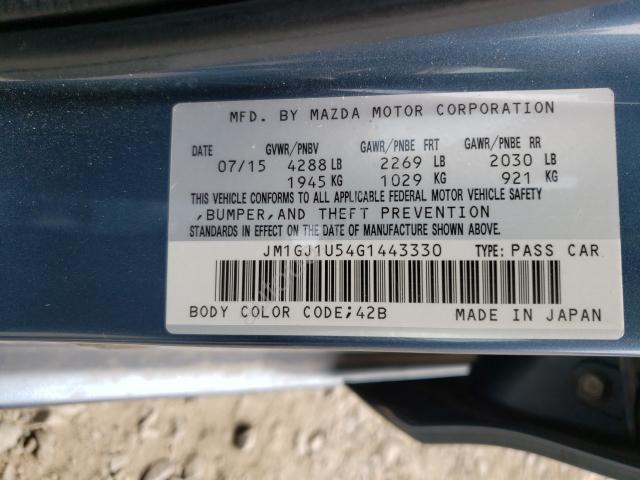 MFD. BY MAZDA MOTOR CORPORATION
DATE GVWR/PNBV GAWR/PNBE FRT GAWR/PNBE RR
07/15 4288 LB 2269 LB 2030 LB
1945 KG 1029 KG 921 KG
THIS VEHICLE CONFORMS TO ALL APPLICABLE FEDERAL MOTOR VEHICLE SAFETY
,BUMPER,AND THEFT PREVENTION
STANDARDS IN EFFECT ON THE DATE OF MANUFACTURE SHOWN ABOVE.
JM1GJ1U54G1443330 TYPE: PASS CAR
BODY COLOR CODE;42B MADE IN JAPAN